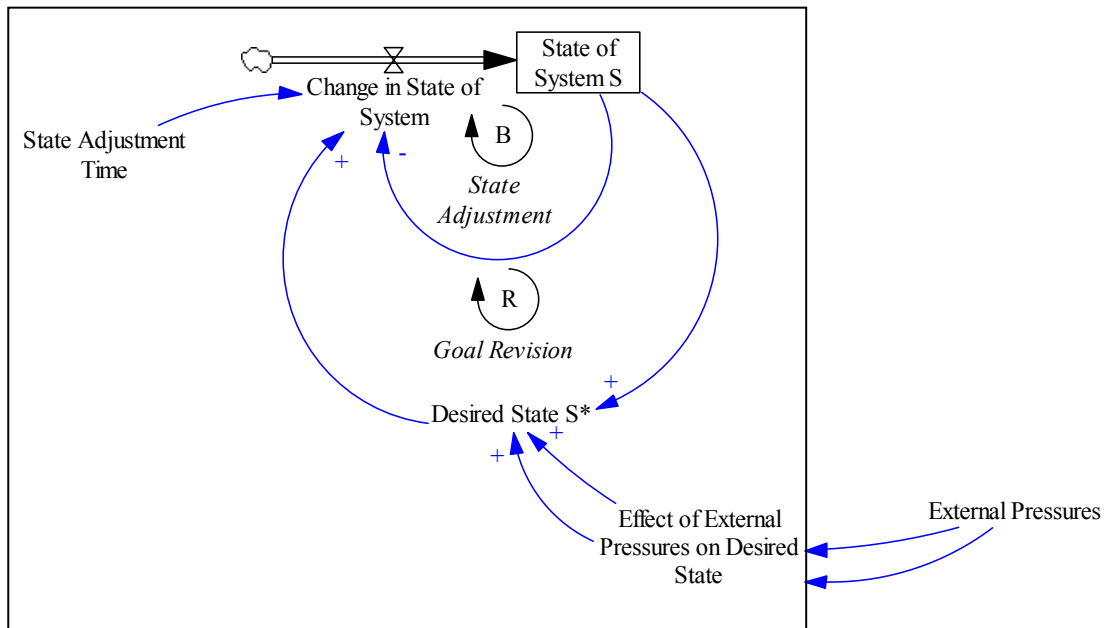 State of
System S
Change in State of
System
State Adjustment
Time
+
-
B
State
Adjustment
R
Goal Revision
+
Desired State S*
+
+
Effect of External
Pressures on Desired
State
External Pressures